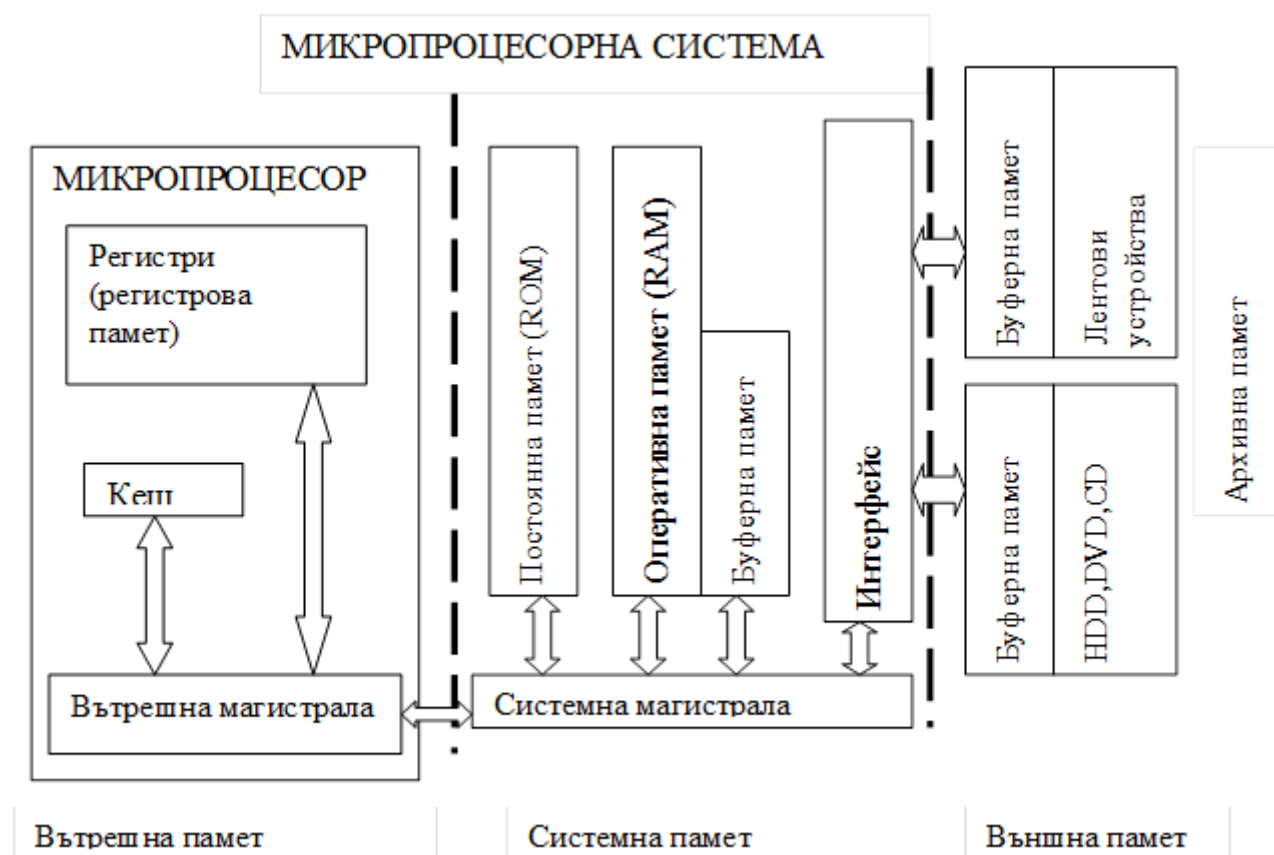 МИКРОПРОЦЕСОРНА СИСТЕМА
МИКРОПРОЦЕСОР
Регистри
(регистрова
памет)
Кеш
Вътрешна магистрала
Постоянна памет (ROM)
Оперативна памет (RAM)
Буферна памет
Интерфейс
Системна магистрала
Буферна памет
Лентови
устройства
Буферна памет
HDD,DVD,CD
Архивна памет
Вътрешна памет
Системна памет
Външна памет